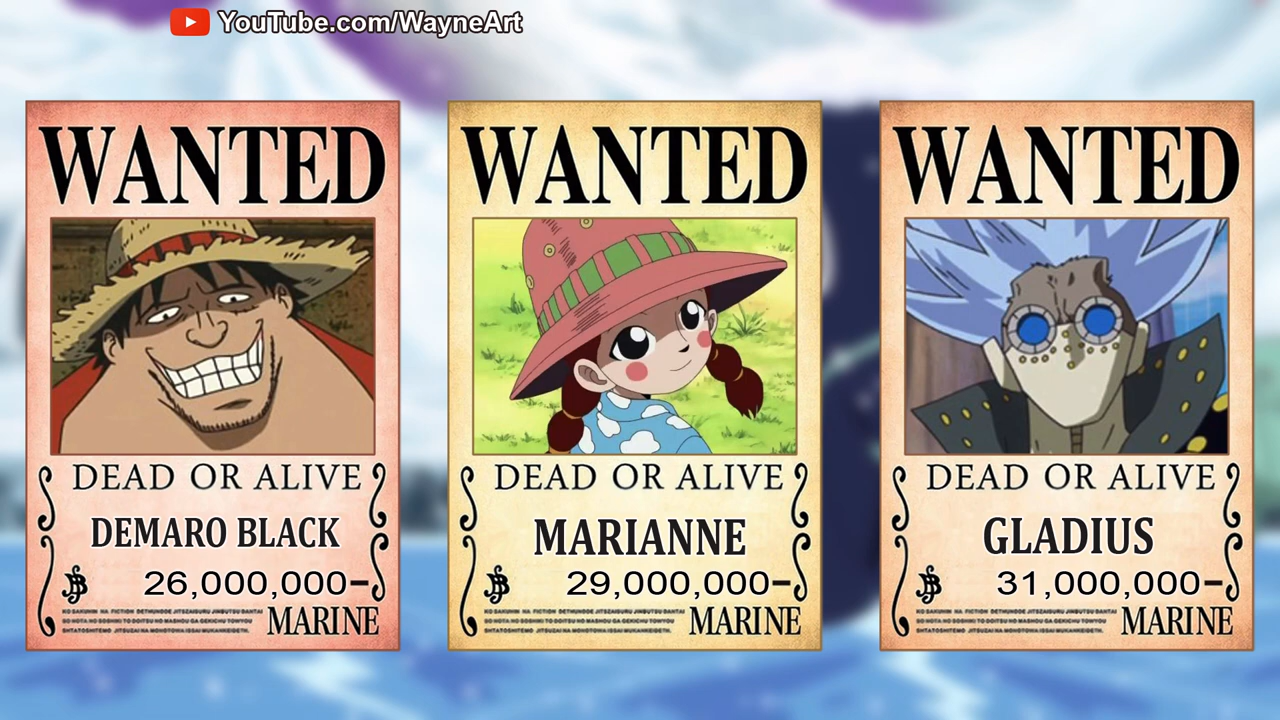 YouTube.com/WayneArt
WANTED
DEAD OR ALIVE
DEMARO BLACK
26,000,000-
MARINE
WANTED
DEAD OR ALIVE
MARIANNE
29,000,000-
MARINE
WANTED
DEAD OR ALIVE
GLADIUS
31,000,000-
MARINE